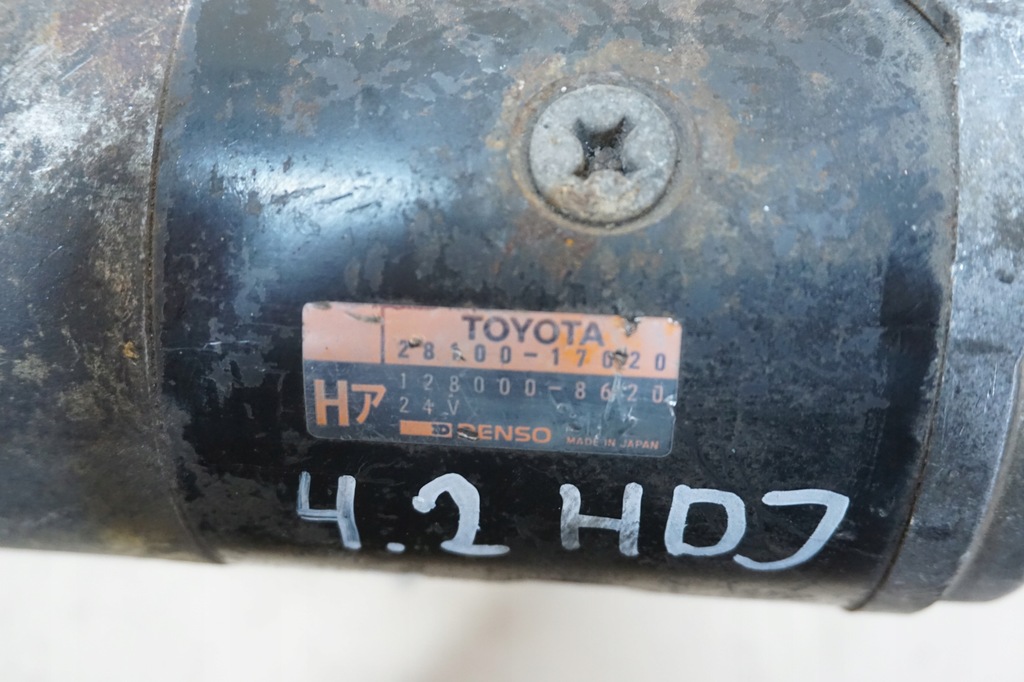 TOYOTA
28100-17020
Hア
128000-8620
24V
DENSO
MADE IN JAPAN
4.2 HDJ